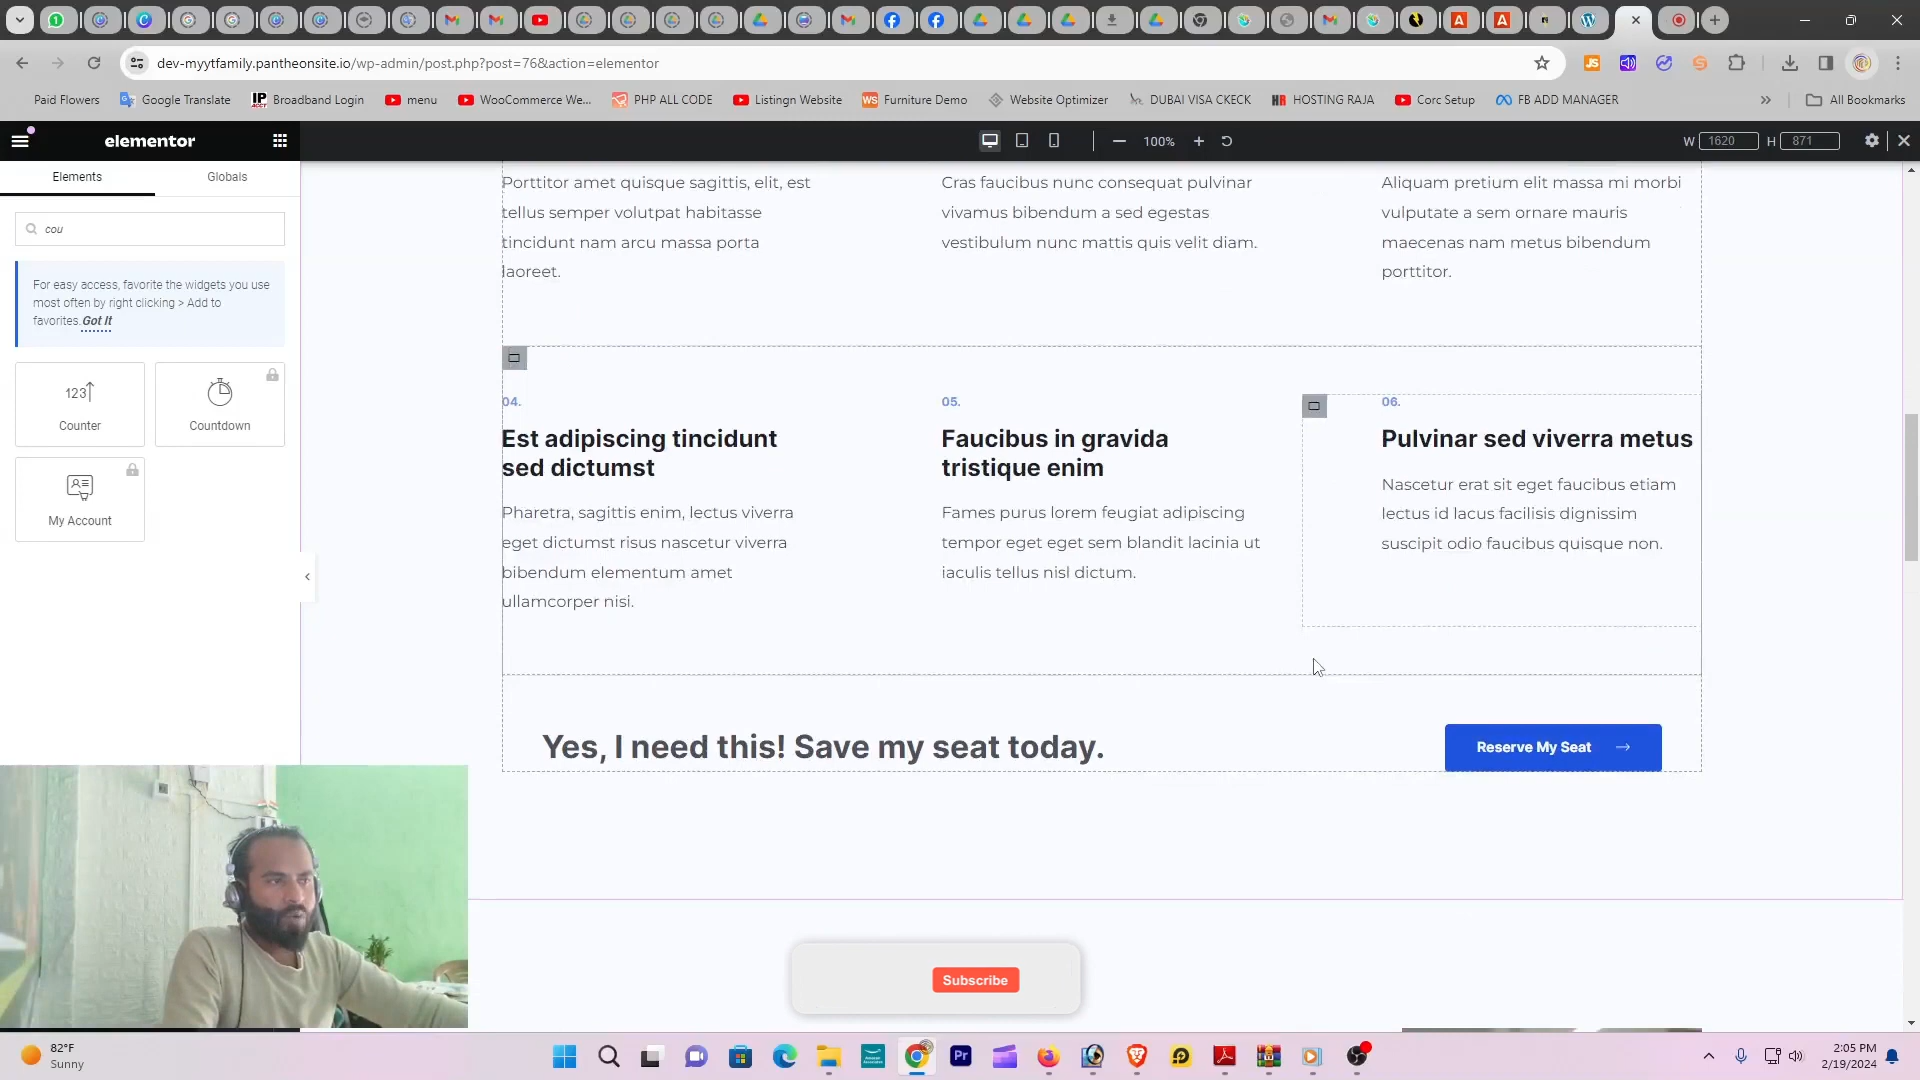 dev-myytfamily.pantheonsite.io/wp-admin/post.php?post=76&action=elementor
Paid Flowers
Google Translate
Broadband Login
menu
WooCommerce We...
PHP ALL CODE
Listingn Website
Furniture Demo
Website Optimizer
DUBAI VISA CKECK
HOSTING RAJA
Corc Setup
FB ADD MANAGER
»
All Bookmarks
elementor
100%
W 1620 H 871
Elements
Globals
cou
For easy access, favorite the widgets you use
most often by right clicking > Add to
favorites. Got It
Counter
Countdown
My Account
Porttitor amet quisque sagittis, elit, est
tellus semper volutpat habitasse
tincidunt nam arcu massa porta
laoreet.
Cras faucibus nunc consequat pulvinar
vivamus bibendum a sed egestas
vestibulum nunc mattis quis velit diam.
Aliquam pretium elit massa mi morbi
vulputate a sem ornare mauris
maecenas nam metus bibendum
porttitor.
04.
Est adipiscing tincidunt
sed dictumst
Pharetra, sagittis enim, lectus viverra
eget dictumst risus nascetur viverra
bibendum elementum amet
ullamcorper nisi.
05.
Faucibus in gravida
tristique enim
Fames purus lorem feugiat adipiscing
tempor eget eget sem blandit lacinia ut
iaculis tellus nisl dictum.
06.
Pulvinar sed viverra metus
Nascetur erat sit eget faucibus etiam
lectus id lacus facilisis dignissim
suscipit odio faucibus quisque non.
Yes, I need this! Save my seat today.
Reserve My Seat →
Subscribe
82°F
Sunny
2:05 PM
2/19/2024